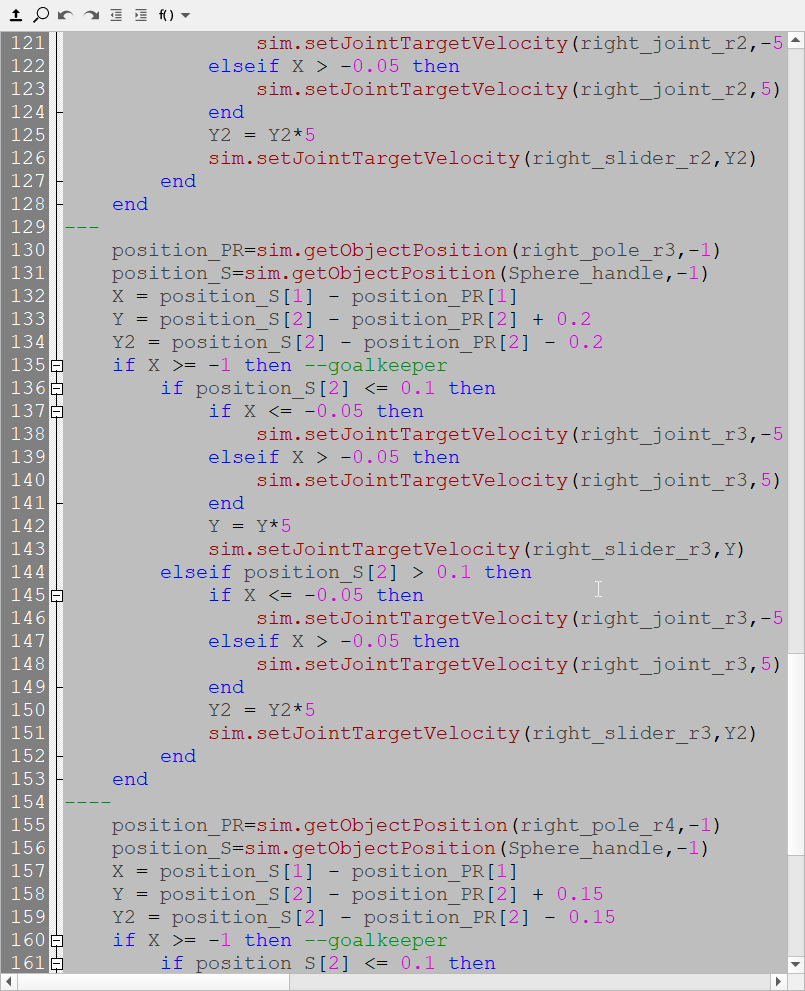 f()
121                 sim.setJointTargetVelocity(right_joint_r2,-5
122             elseif X > -0.05 then
123                 sim.setJointTargetVelocity(right_joint_r2,5)
124             end
125             Y2 = Y2*5
126             sim.setJointTargetVelocity(right_slider_r2,Y2)
127         end
128     end
129 ---
130     position_PR=sim.getObjectPosition(right_pole_r3,-1)
131     position_S=sim.getObjectPosition(Sphere_handle,-1)
132     X = position_S[1] - position_PR[1]
133     Y = position_S[2] - position_PR[2] + 0.2
134     Y2 = position_S[2] - position_PR[2] - 0.2
135     if X >= -1 then --goalkeeper
136         if position_S[2] <= 0.1 then
137             if X <= -0.05 then
138                 sim.setJointTargetVelocity(right_joint_r3,-5
139             elseif X > -0.05 then
140                 sim.setJointTargetVelocity(right_joint_r3,5)
141             end
142             Y = Y*5
143             sim.setJointTargetVelocity(right_slider_r3,Y)
144         elseif position_S[2] > 0.1 then
145             if X <= -0.05 then
146                 sim.setJointTargetVelocity(right_joint_r3,-5
147             elseif X > -0.05 then
148                 sim.setJointTargetVelocity(right_joint_r3,5)
149             end
150             Y2 = Y2*5
151             sim.setJointTargetVelocity(right_slider_r3,Y2)
152         end
153     end
154 ----
155     position_PR=sim.getObjectPosition(right_pole_r4,-1)
156     position_S=sim.getObjectPosition(Sphere_handle,-1)
157     X = position_S[1] - position_PR[1]
158     Y = position_S[2] - position_PR[2] + 0.15
159     Y2 = position_S[2] - position_PR[2] - 0.15
160     if X >= -1 then --goalkeeper
161         if position_S[2] <= 0.1 then